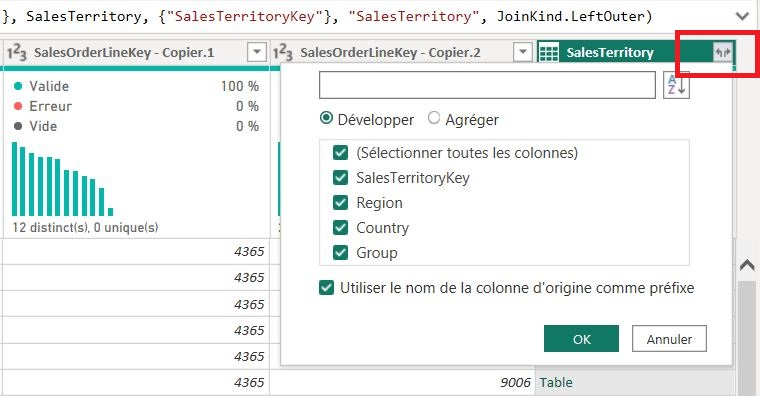 }, SalesTerritory, {"SalesTerritoryKey"}, "SalesTerritory", JoinKind.LeftOuter)
1²3 SalesOrderLineKey - Copier.1
1²3 SalesOrderLineKey - Copier.2
SalesTerritory
Valide 100 %
Erreur 0 %
Vide 0 %
12 distinct(s), 0 unique(s)
A
Z
Développer
Agréger
(Sélectionner toutes les colonnes)
SalesTerritoryKey
Region
Country
Group
Utiliser le nom de la colonne d'origine comme préfixe
OK
Annuler
4365
4365
4365
4365
4365
4365 9006 Table